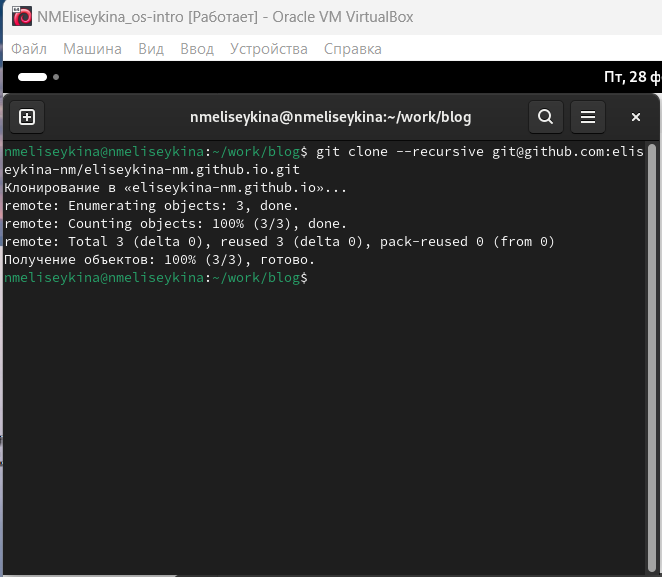 NMEliseykina_os-intro [Работает] - Oracle VM VirtualBox
Файл Машина Вид Ввод Устройства Справка
Пт, 28 ф
nmeliseykina@nmeliseykina:~/work/blog
nmeliseykina@nmeliseykina:~/work/blog$ git clone --recursive git@github.com:elis
eykina-nm/eliseykina-nm.github.io.git
Клонирование в «eliseykina-nm.github.io»...
remote: Enumerating objects: 3, done.
remote: Counting objects: 100% (3/3), done.
remote: Total 3 (delta 0), reused 3 (delta 0), pack-reused 0 (from 0)
Получение объектов: 100% (3/3), готово.
nmeliseykina@nmeliseykina:~/work/blog$